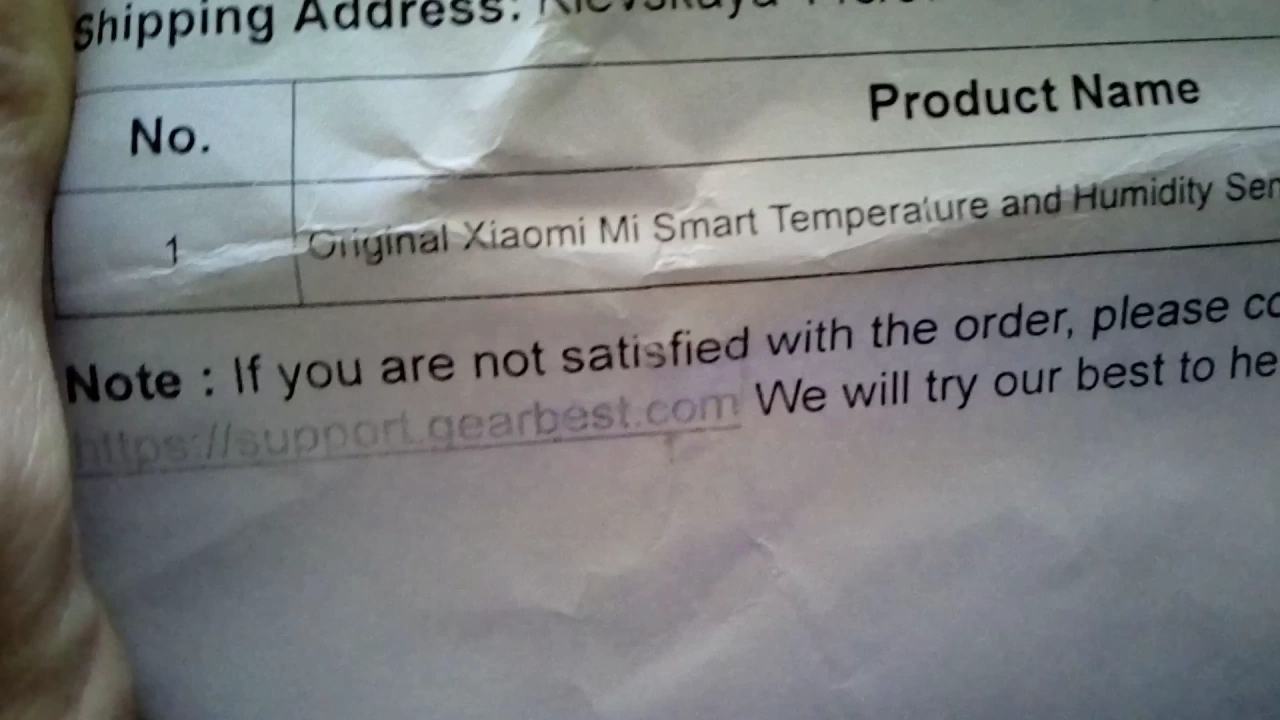 Shipping Address: Kievskaya
No. Product Name
1 Original Xiaomi Mi Smart Temperature and Humidity Sen
Note : If you are not satisfied with the order, please co
https://support.gearbest.com We will try our best to he